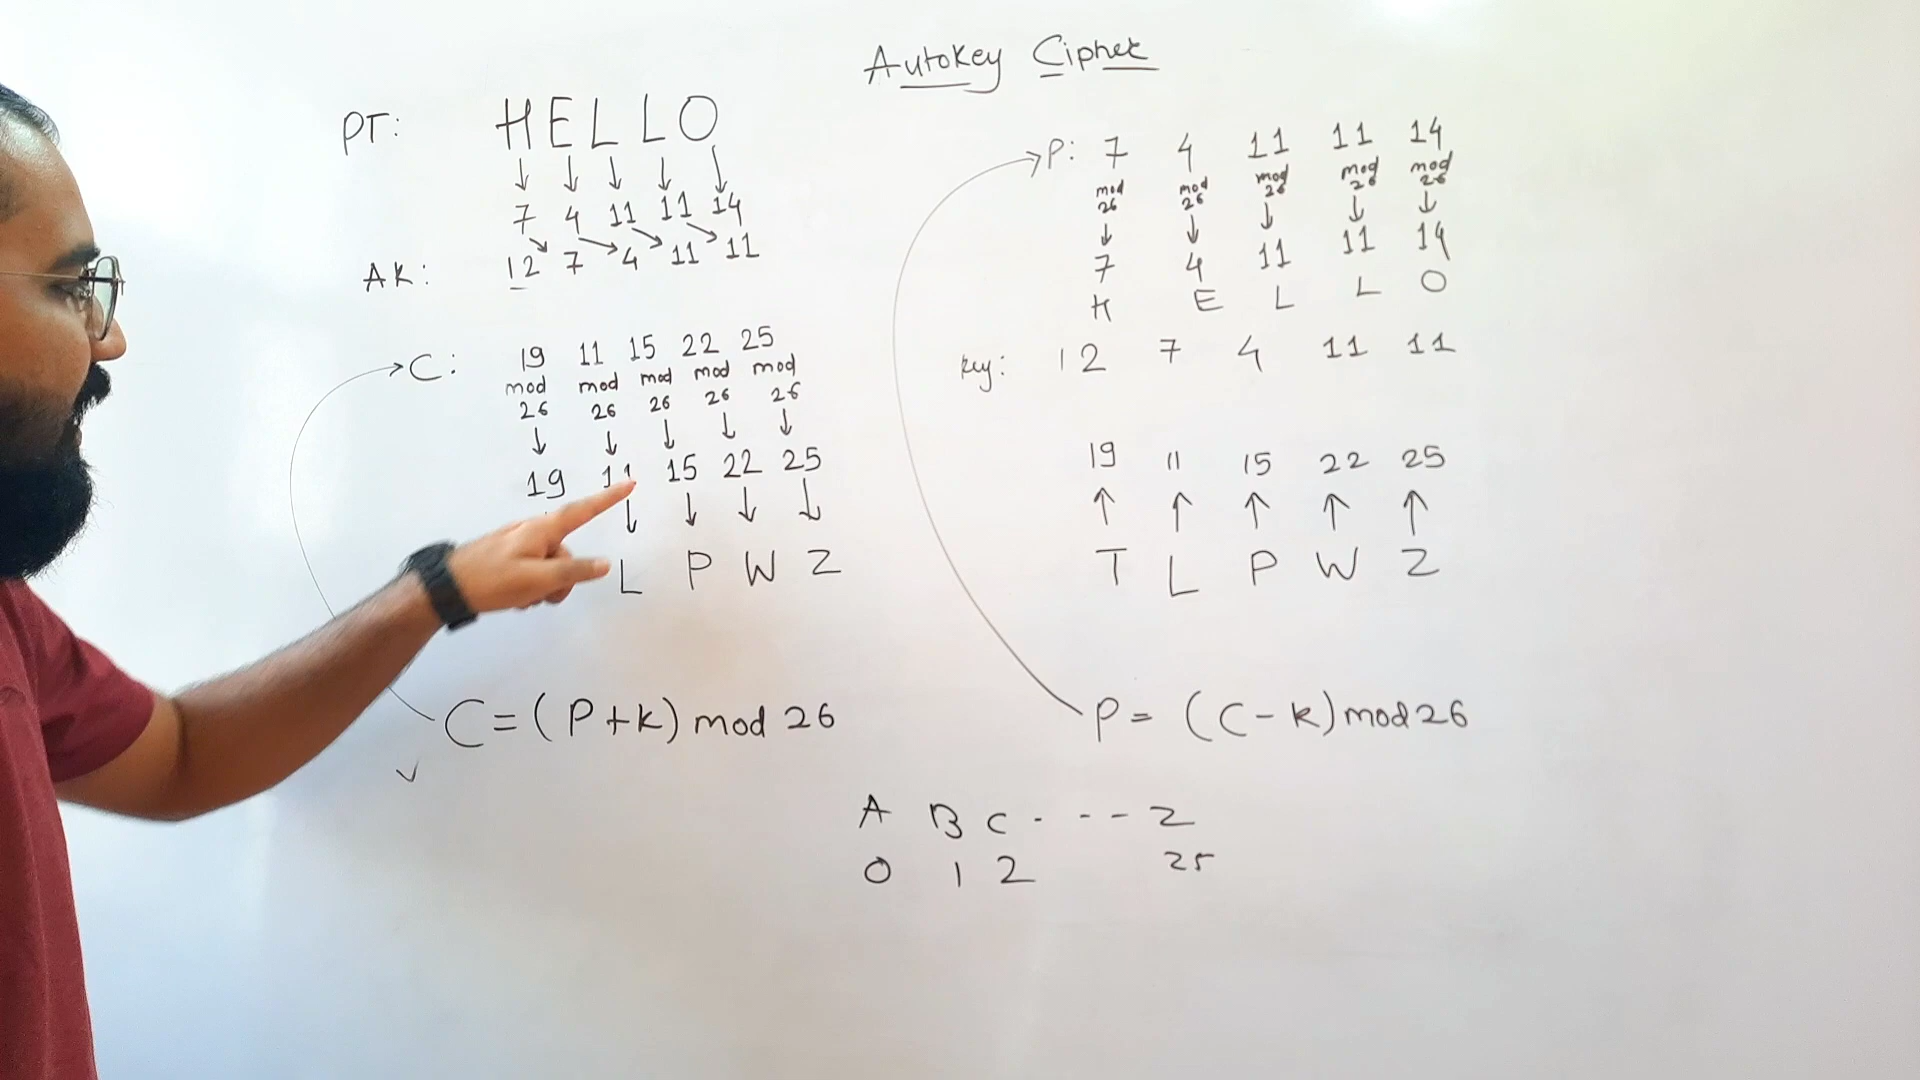 Autokey Cipher
PT: HELLO
7 4 11 11 14
AK: 12 7 4 11 11
C: 19 11 15 22 25
mod mod mod mod mod
26 26 26 26 26
19 11 15 22 25
L P W Z
C=(P+k) mod 26
P: 7 4 11 11 14
mod mod mod mod mod
26 26 26 26 26
7 4 11 11 14
H E L L O
key: 12 7 4 11 11
19 11 15 22 25
T L P W Z
P= (C-k)mod26
A B C . - - - Z
0 1 2 25